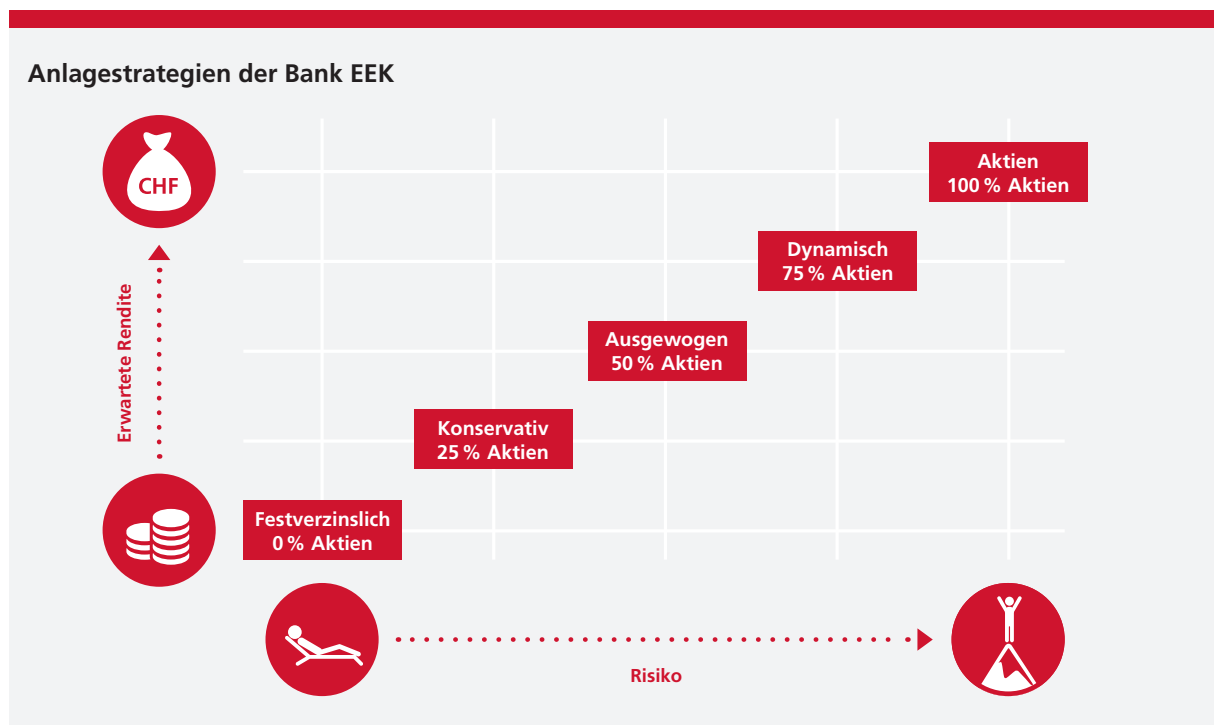 Anlagestrategien der Bank EEK
CHF
Aktien
100 % Aktien
Dynamisch
75 % Aktien
Erwartete Rendite
Ausgewogen
50 % Aktien
Konservativ
25 % Aktien
Festverzinslich
0 % Aktien
Risiko